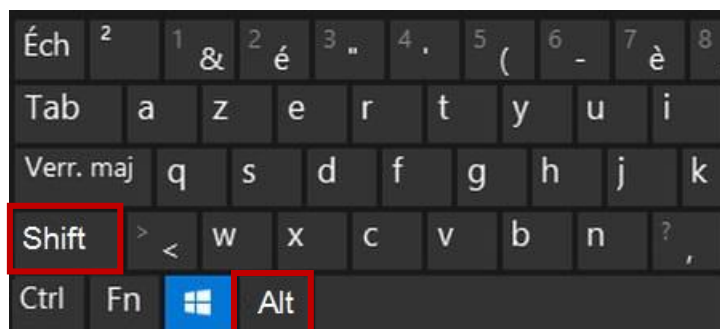 Éch ² 1 & 2 é 3 " 4 ' 5 ( 6 - 7 è 8
Tab a z e r t y u i
Verr. maj q s d f g h j k
Shift > < w x c v b n ? ,
Ctrl Fn Alt